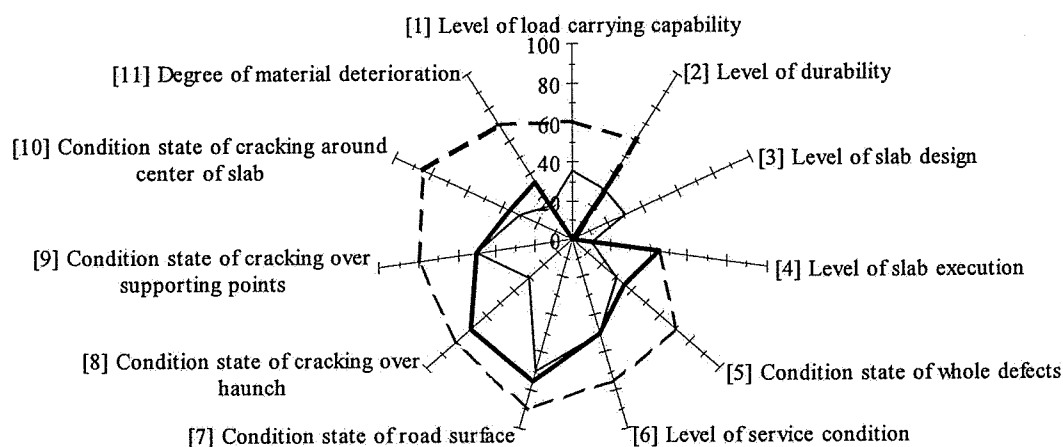 [1] Level of load carrying capability
100
[11] Degree of material deterioration
[2] Level of durability
80
60
[10] Condition state of cracking around
center of slab
[3] Level of slab design
40
20
0
[9] Condition state of cracking over
supporting points
[4] Level of slab execution
[8] Condition state of cracking over
haunch
[5] Condition state of whole defects
[7] Condition state of road surface
[6] Level of service condition